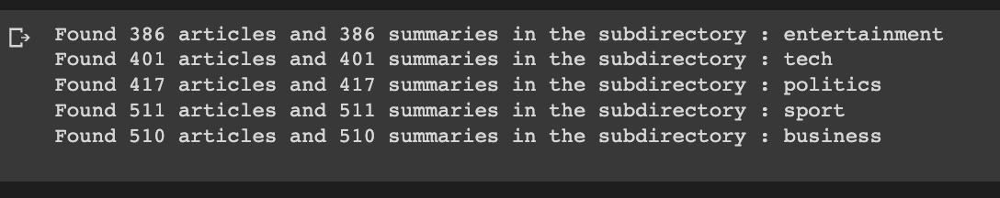 Found 386 articles and 386 summaries in the subdirectory : entertainment
Found 401 articles and 401 summaries in the subdirectory : tech
Found 417 articles and 417 summaries in the subdirectory : politics
Found 511 articles and 511 summaries in the subdirectory : sport
Found 510 articles and 510 summaries in the subdirectory : business